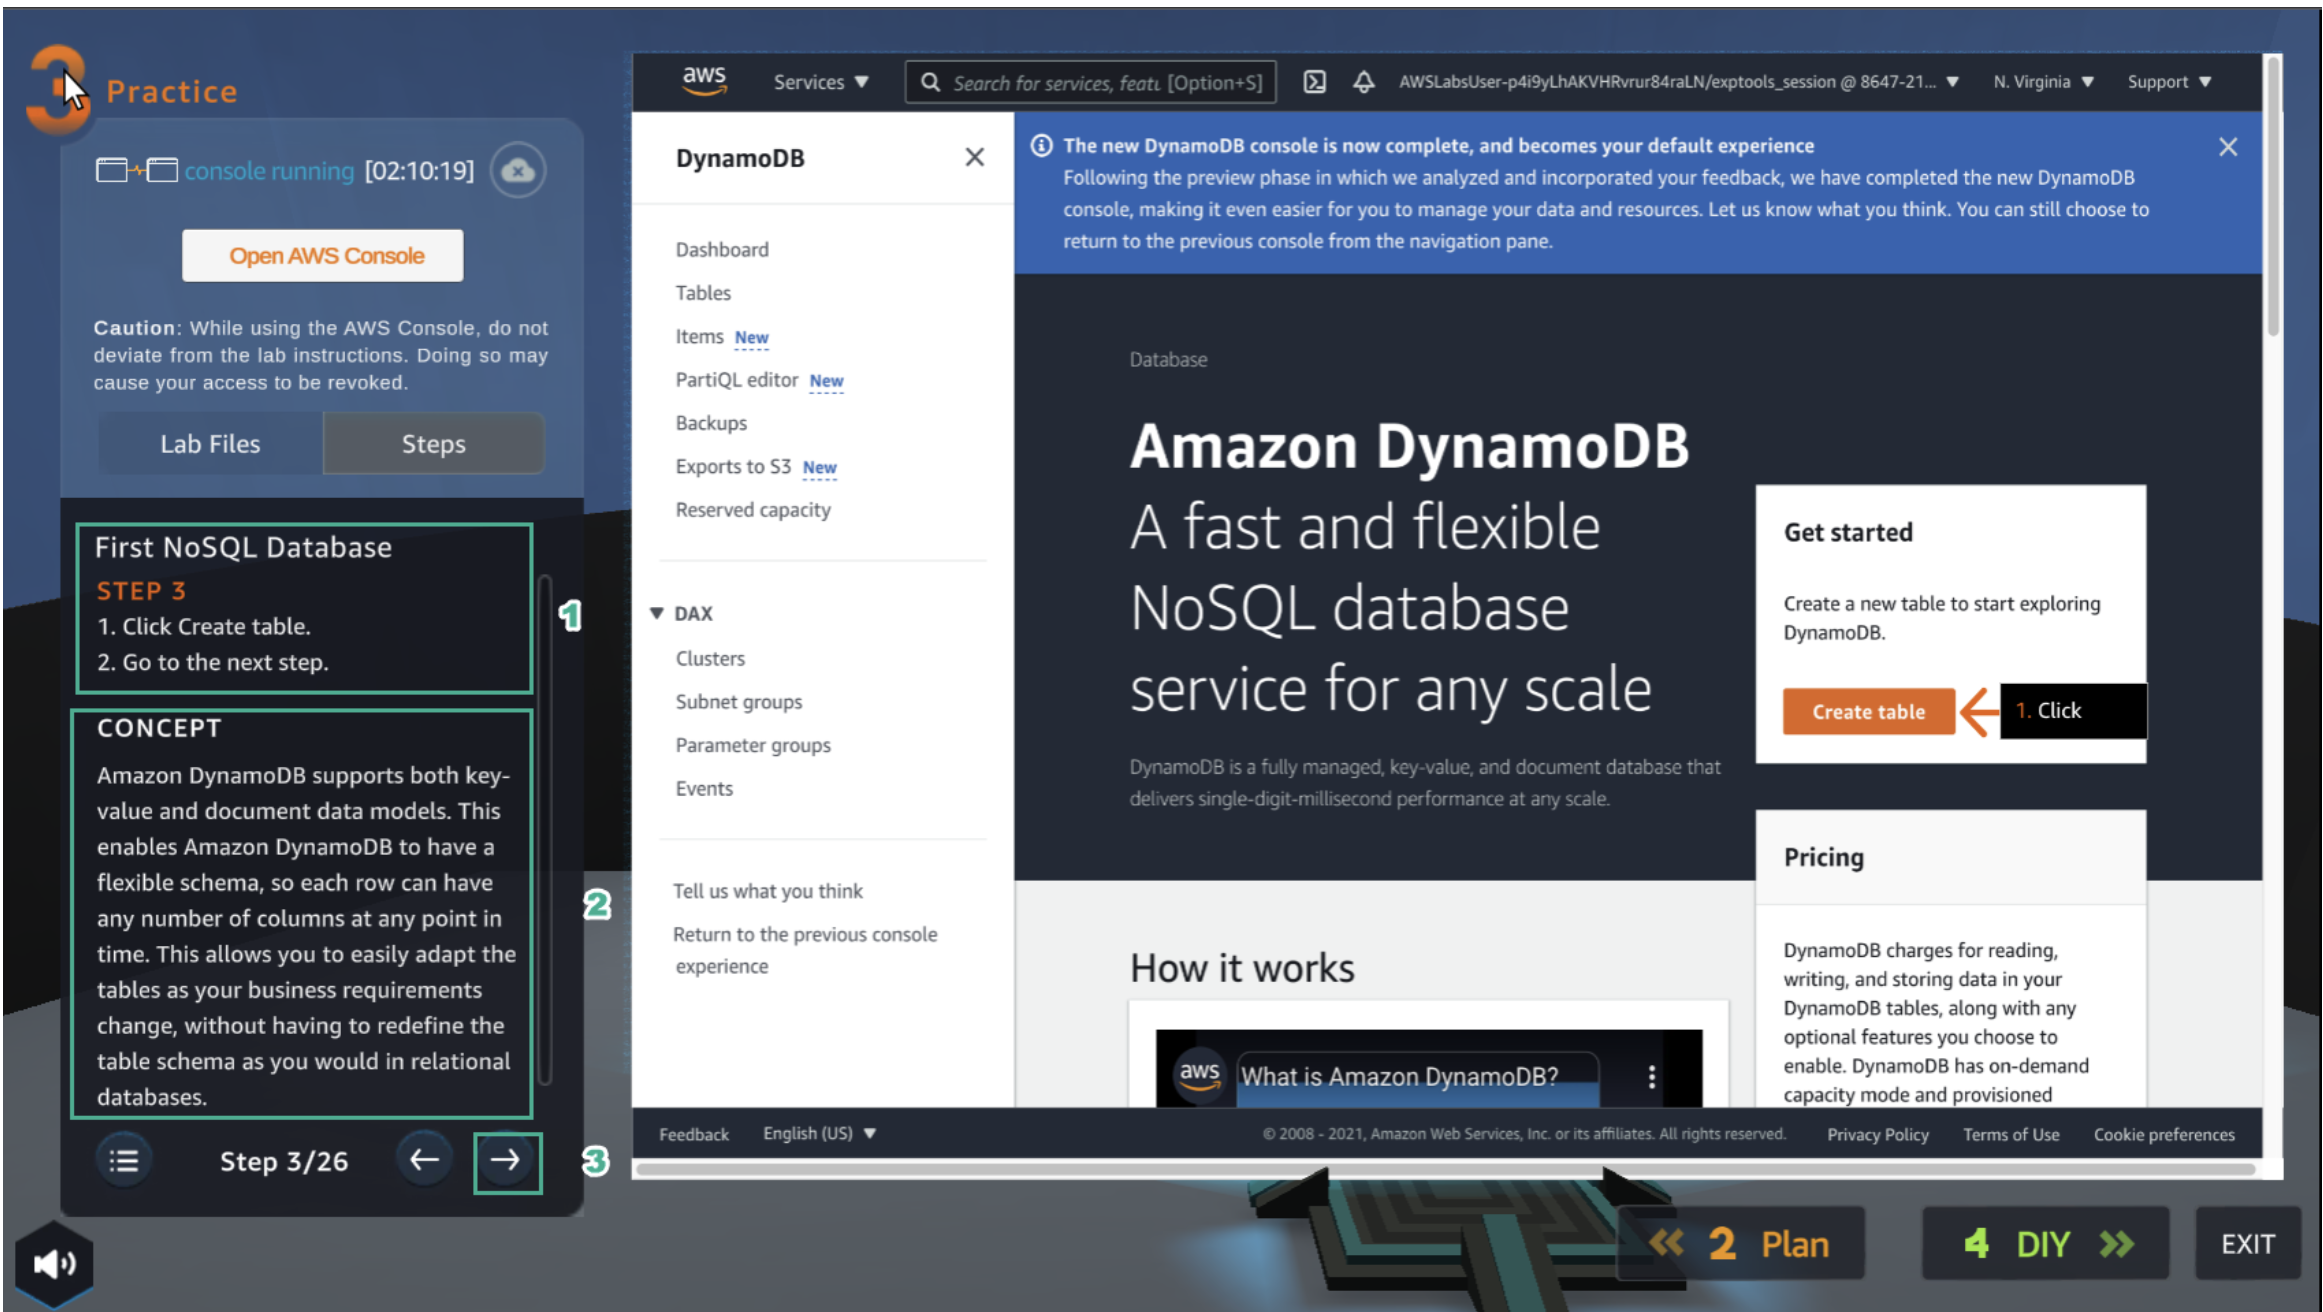 3 Practice
console running [02:10:19]
Open AWS Console
Caution: While using the AWS Console, do not
deviate from the lab instructions. Doing so may
cause your access to be revoked.
Lab Files
Steps
First NoSQL Database
STEP 3
1. Click Create table.
2. Go to the next step.
1
CONCEPT
Amazon DynamoDB supports both key-
value and document data models. This
enables Amazon DynamoDB to have a
flexible schema, so each row can have
any number of columns at any point in
time. This allows you to easily adapt the
tables as your business requirements
change, without having to redefine the
table schema as you would in relational
databases.
2
Step 3/26
3
aws
Services
Search for services, featu [Option+S]
AWSLabsUser-p4i9yLhAKVHRvrur84raLN/exptools_session @ 8647-21...
N. Virginia
Support
DynamoDB
Dashboard
Tables
Items New
PartiQL editor New
Backups
Exports to S3 New
Reserved capacity
DAX
Clusters
Subnet groups
Parameter groups
Events
Tell us what you think
Return to the previous console
experience
The new DynamoDB console is now complete, and becomes your default experience
Following the preview phase in which we analyzed and incorporated your feedback, we have completed the new DynamoDB
console, making it even easier for you to manage your data and resources. Let us know what you think. You can still choose to
return to the previous console from the navigation pane.
Database
Amazon DynamoDB
A fast and flexible
NoSQL database
service for any scale
DynamoDB is a fully managed, key-value, and document database that
delivers single-digit-millisecond performance at any scale.
Get started
Create a new table to start exploring
DynamoDB.
Create table
1. Click
Pricing
DynamoDB charges for reading,
writing, and storing data in your
DynamoDB tables, along with any
optional features you choose to
enable. DynamoDB has on-demand
capacity mode and provisioned
How it works
aws
What is Amazon DynamoDB?
Feedback
English (US)
© 2008 - 2021, Amazon Web Services, Inc. or its affiliates. All rights reserved.
Privacy Policy
Terms of Use
Cookie preferences
2 Plan
4 DIY
EXIT